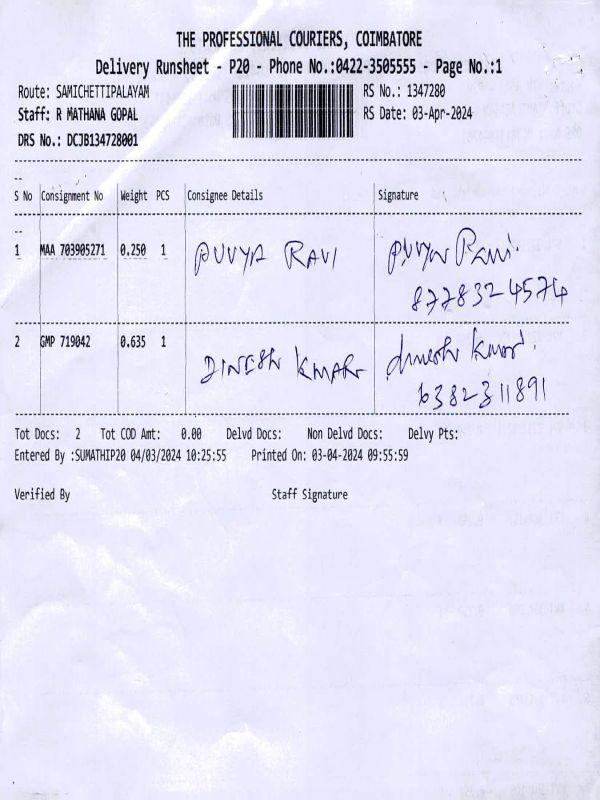 THE PROFESSIONAL COURIERS, COIMBATORE
Delivery Runsheet - P20 - Phone No.:0422-3505555 - Page No.:1
Route: SAMICHETTIPALAYAM RS No.: 1347280
Staff: R MATHANA GOPAL RS Date: 03-Apr-2024
DRS No.: DCJB134728001
S No Consignment No Weight PCS Consignee Details Signature
1 MAA 703905271 0.250 1 RAVI
8778324574
2 GMP 719042 0.635 1 DINESH KMAR
6382311891
Tot Docs: 2 Tot COD Amt: 0.00 Delvd Docs: Non Delvd Docs: Delvy Pts:
Entered By :SUMATHIP20 04/03/2024 10:25:55 Printed On: 03-04-2024 09:55:59
Verified By Staff Signature